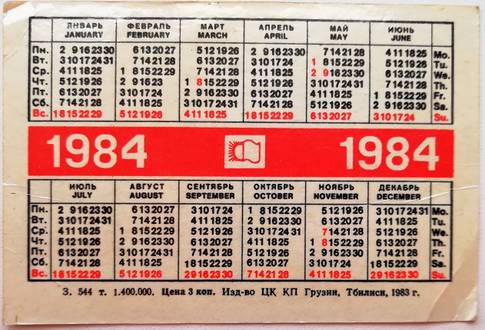 ЯНВАРЬ ФЕВРАЛЬ МАРТ АПРЕЛЬ МАЙ ИЮНЬ
JANUARY FEBRUARY MARCH APRIL MAY JUNE
Пн. 2 9 16 23 30 6 13 20 27 5 12 19 26 2 9 16 23 30 7 14 21 28 4 11 18 25 Mo.
Вт. 3 10 17 24 31 7 14 21 28 6 13 20 27 3 10 17 24 1 8 15 22 29 5 12 19 26 Tu.
Ср. 4 11 18 25 1 8 15 22 29 7 14 21 28 4 11 18 25 2 9 16 23 30 6 13 20 27 We.
Чт. 5 12 19 26 2 9 16 23 1 8 15 22 29 5 12 19 26 3 10 17 24 31 7 14 21 28 Th.
Пт. 6 13 20 27 3 10 17 24 2 9 16 23 30 6 13 20 27 4 11 18 25 1 8 15 22 29 Fr.
Сб. 7 14 21 28 4 11 18 25 3 10 17 24 31 7 14 21 28 5 12 19 26 2 9 16 23 30 Sa.
Вс. 1 8 15 22 29 5 12 19 26 4 11 18 25 1 8 15 22 29 6 13 20 27 3 10 17 24 Su.
1984 1984
ИЮЛЬ АВГУСТ СЕНТЯБРЬ ОКТЯБРЬ НОЯБРЬ ДЕКАБРЬ
JULY AUGUST SEPTEMBER OCTOBER NOVEMBER DECEMBER
Пн. 2 9 16 23 30 6 13 20 27 3 10 17 24 1 8 15 22 29 5 12 19 26 3 10 17 24 31 Mo.
Вт. 3 10 17 24 31 7 14 21 28 4 11 18 25 2 9 16 23 30 6 13 20 27 4 11 18 25 Tu.
Ср. 4 11 18 25 1 8 15 22 29 5 12 19 26 3 10 17 24 31 7 14 21 28 5 12 19 26 We.
Чт. 5 12 19 26 2 9 16 23 30 6 13 20 27 4 11 18 25 1 8 15 22 29 6 13 20 27 Th.
Пт. 6 13 20 27 3 10 17 24 31 7 14 21 28 5 12 19 26 2 9 16 23 30 7 14 21 28 Fr.
Сб. 7 14 21 28 4 11 18 25 1 8 15 22 29 6 13 20 27 3 10 17 24 1 8 15 22 29 Sa.
Вс. 1 8 15 22 29 5 12 19 26 2 9 16 23 30 7 14 21 28 4 11 18 25 2 9 16 23 30 Su.
З. 544 т. 1.400.000. Цена 3 коп. Изд-во ЦК КП Грузии, Тбилиси, 1983 г.